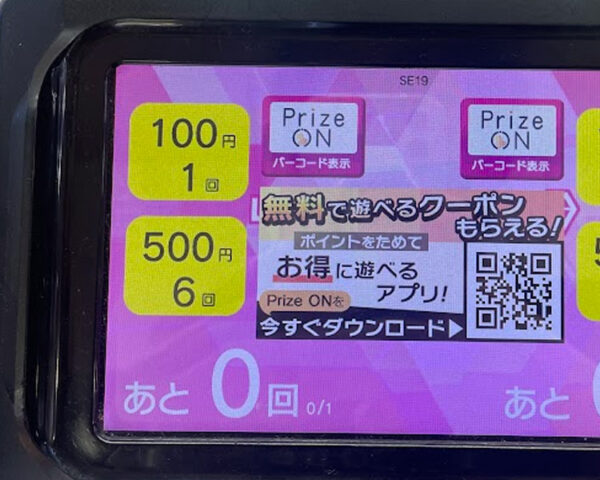 SE19
100円
1回
500円
6回
Prize
ON
バーコード表示
Prize
ON
バーコード表示
無料で遊べるクーポン
もらえる!
ポイントをためて
お得に遊べる
アプリ!
Prize ONを
今すぐダウンロード▶
あと0回 0/1
あと